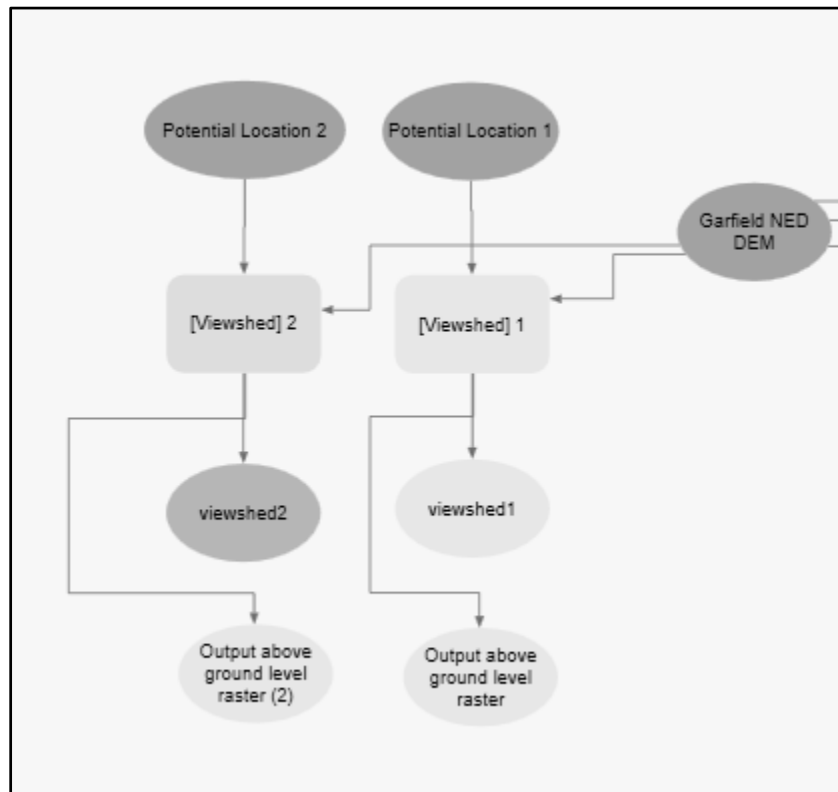 Potential Location 2
Potential Location 1
Garfield NED
DEM
[Viewshed] 2
[Viewshed] 1
viewshed2
viewshed1
Output above
ground level
raster (2)
Output above
ground level
raster